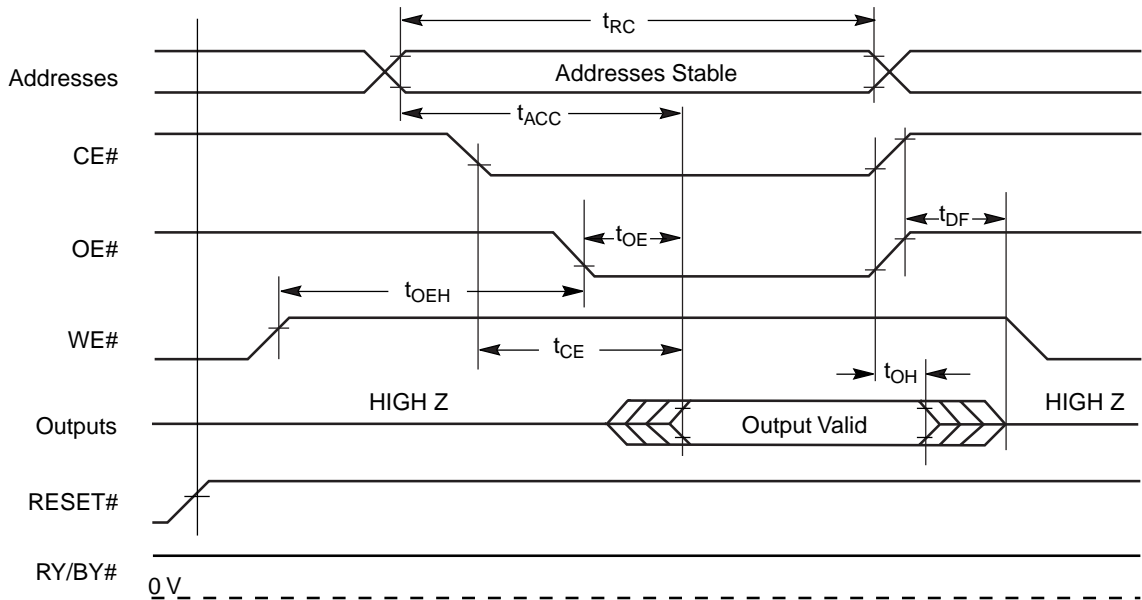 tRC
Addresses
Addresses Stable
tACC
CE#
tDF
OE#
tOE
tOEH
WE#
tCE
tOH
HIGH Z
HIGH Z
Outputs
Output Valid
RESET#
RY/BY#
0 V